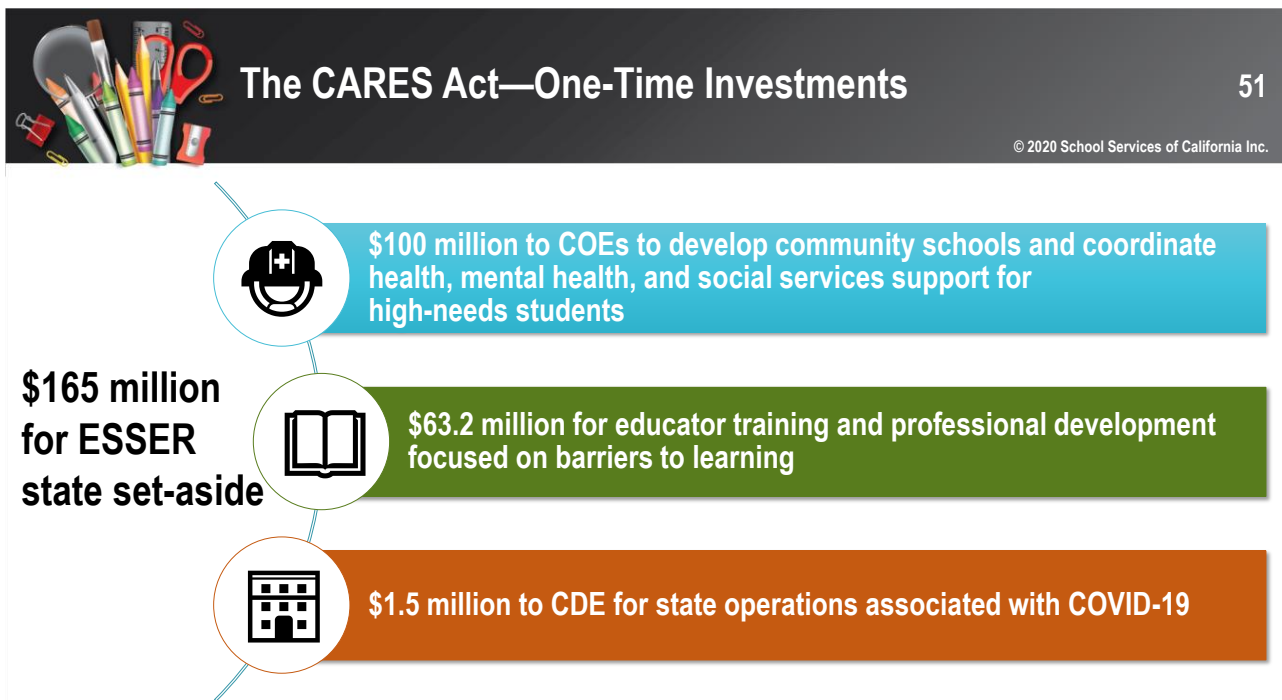 The CARES Act—One-Time Investments
51
© 2020 School Services of California Inc.
$165 million
for ESSER
state set-aside
$100 million to COEs to develop community schools and coordinate
health, mental health, and social services support for
high-needs students
$63.2 million for educator training and professional development
focused on barriers to learning
$1.5 million to CDE for state operations associated with COVID-19